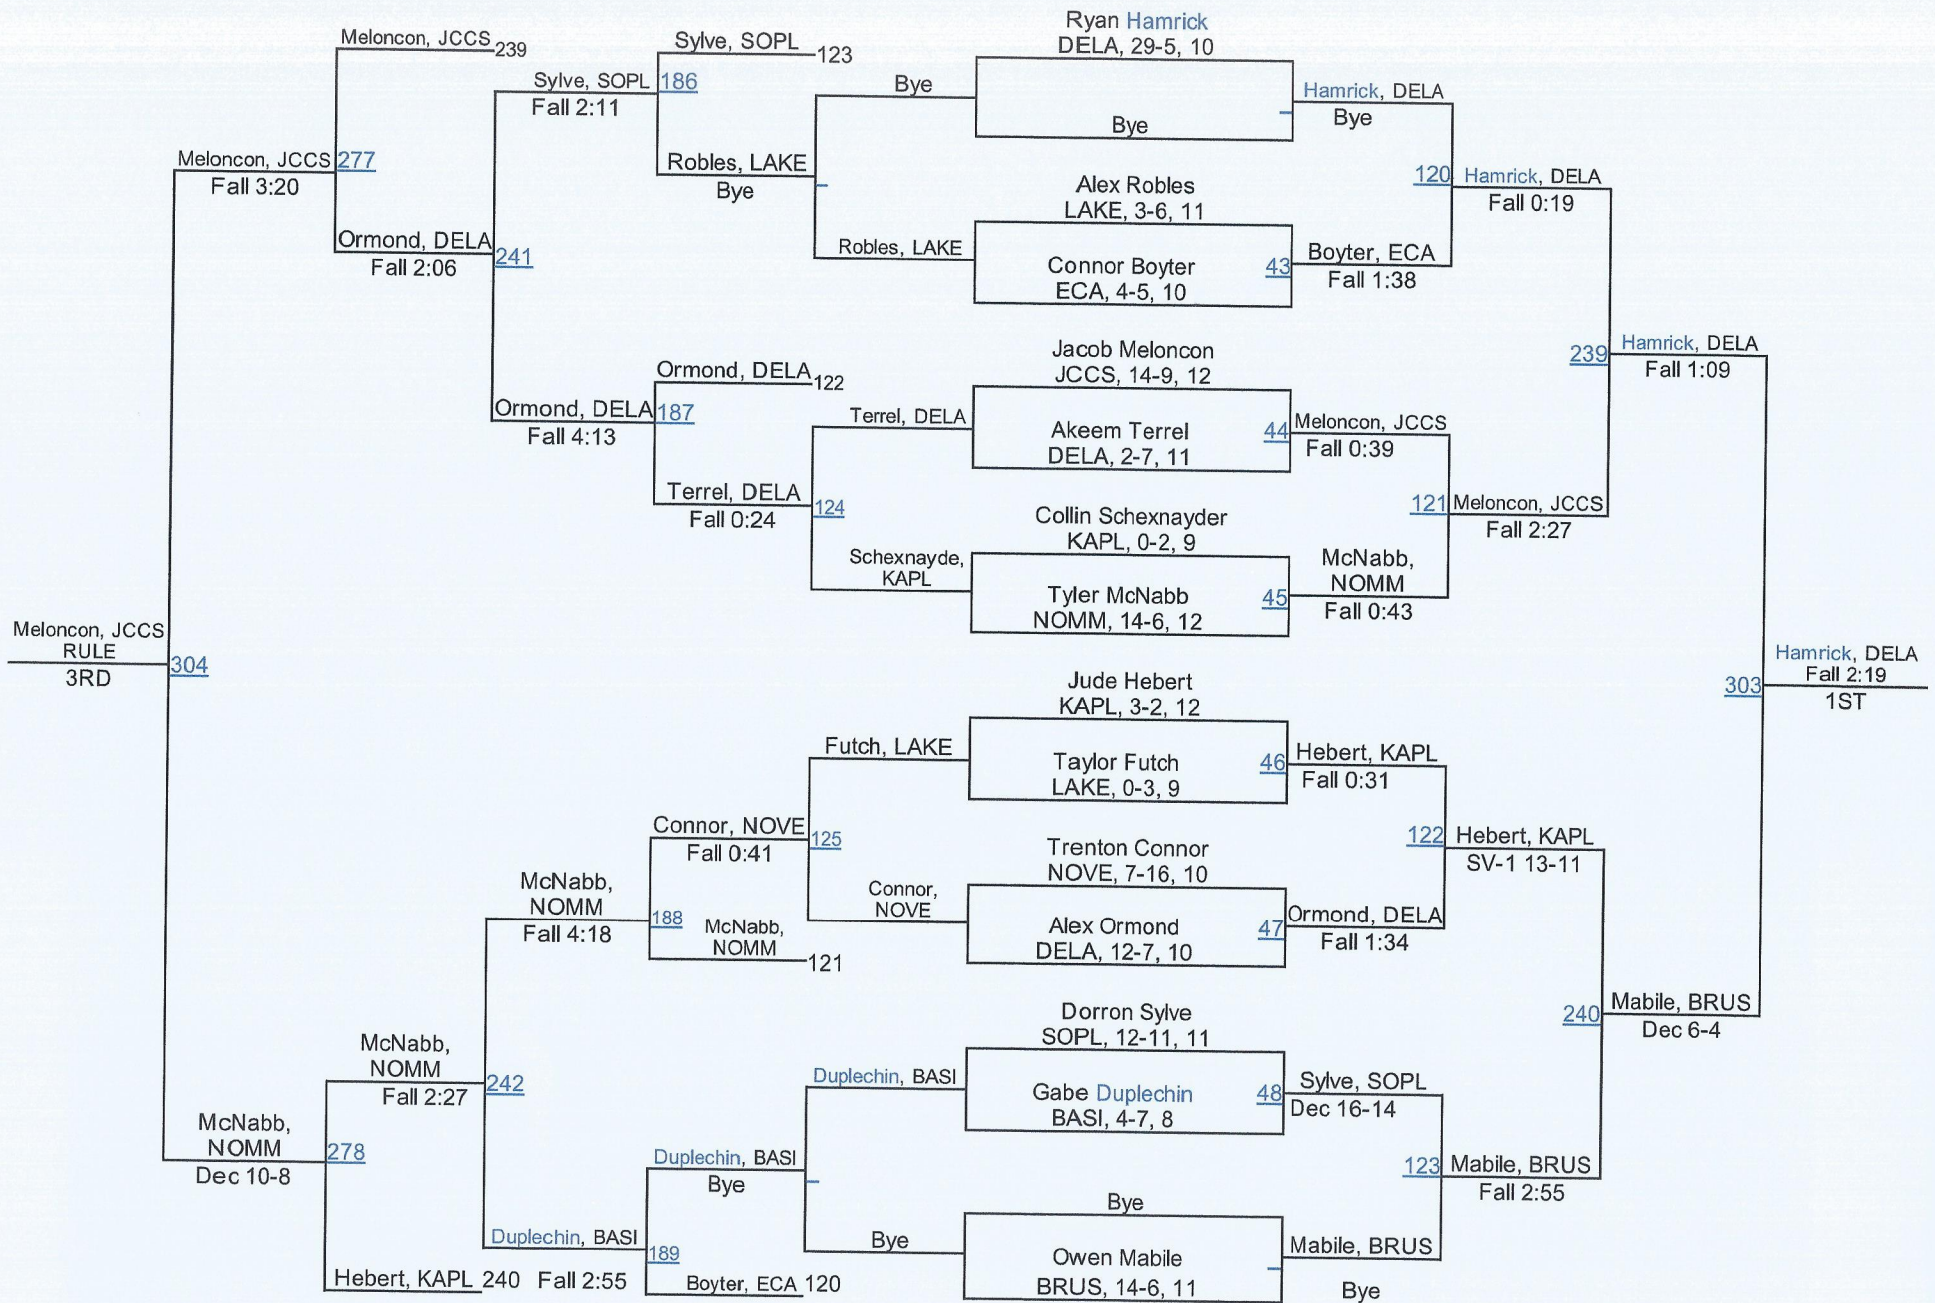 Meloncon, JCCS
239
Meloncon, JCCS
Fall 3:20
277
Ormond, DELA
Fall 2:06
241
Sylve, SOPL
Fall 2:11
186
Sylve, SOPL
123
Robles, LAKE
Bye
Bye
Robles, LAKE
Ormond, DELA
Fall 4:13
187
Ormond, DELA
122
Terrel, DELA
Fall 0:24
124
Terrel, DELA
Schexnayde,
KAPL
Meloncon, JCCS
RULE
3RD
304
McNabb,
NOMM
Dec 10-8
278
McNabb,
NOMM
Fall 2:27
242
Hebert, KAPL
240
McNabb,
NOMM
Fall 4:18
188
Connor, NOVE
Fall 0:41
125
McNabb,
NOMM
121
Futch, LAKE
Connor,
NOVE
Duplechin, BASI
Fall 2:55
189
Duplechin, BASI
Bye
Boyter, ECA
120
Duplechin, BASI
Bye
Ryan Hamrick
DELA, 29-5, 10
Bye
Hamrick, DELA
Bye
Alex Robles
LAKE, 3-6, 11
Connor Boyter
ECA, 4-5, 10
43
Boyter, ECA
Fall 1:38
120
Hamrick, DELA
Fall 0:19
Jacob Meloncon
JCCS, 14-9, 12
Akeem Terrel
DELA, 2-7, 11
44
Meloncon, JCCS
Fall 0:39
Collin Schexnayder
KAPL, 0-2, 9
Tyler McNabb
NOMM, 14-6, 12
45
McNabb,
NOMM
Fall 0:43
121
Meloncon, JCCS
Fall 2:27
239
Hamrick, DELA
Fall 1:09
Jude Hebert
KAPL, 3-2, 12
Taylor Futch
LAKE, 0-3, 9
46
Hebert, KAPL
Fall 0:31
Trenton Connor
NOVE, 7-16, 10
Alex Ormond
DELA, 12-7, 10
47
Ormond, DELA
Fall 1:34
122
Hebert, KAPL
SV-1 13-11
Dorron Sylve
SOPL, 12-11, 11
Gabe Duplechin
BASI, 4-7, 8
48
Sylve, SOPL
Dec 16-14
Bye
Owen Mabile
BRUS, 14-6, 11
Mabile, BRUS
Bye
123
Mabile, BRUS
Fall 2:55
240
Mabile, BRUS
Dec 6-4
303
Hamrick, DELA
Fall 2:19
1ST